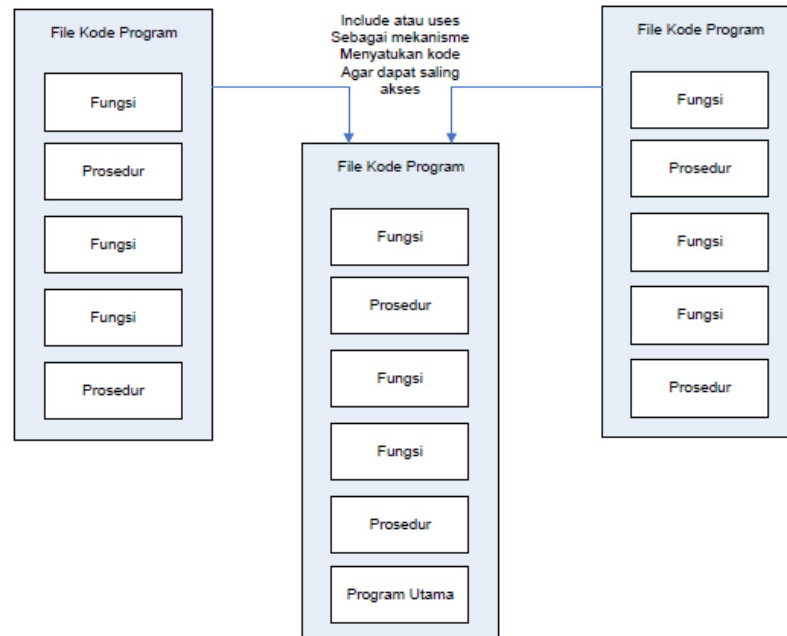 File Kode Program
Fungsi
Prosedur
Fungsi
Fungsi
Prosedur
Include atau uses
Sebagai mekanisme
Menyatukan kode
Agar dapat saling
akses
File Kode Program
Fungsi
Prosedur
Fungsi
Fungsi
Prosedur
Program Utama
File Kode Program
Fungsi
Prosedur
Fungsi
Fungsi
Prosedur